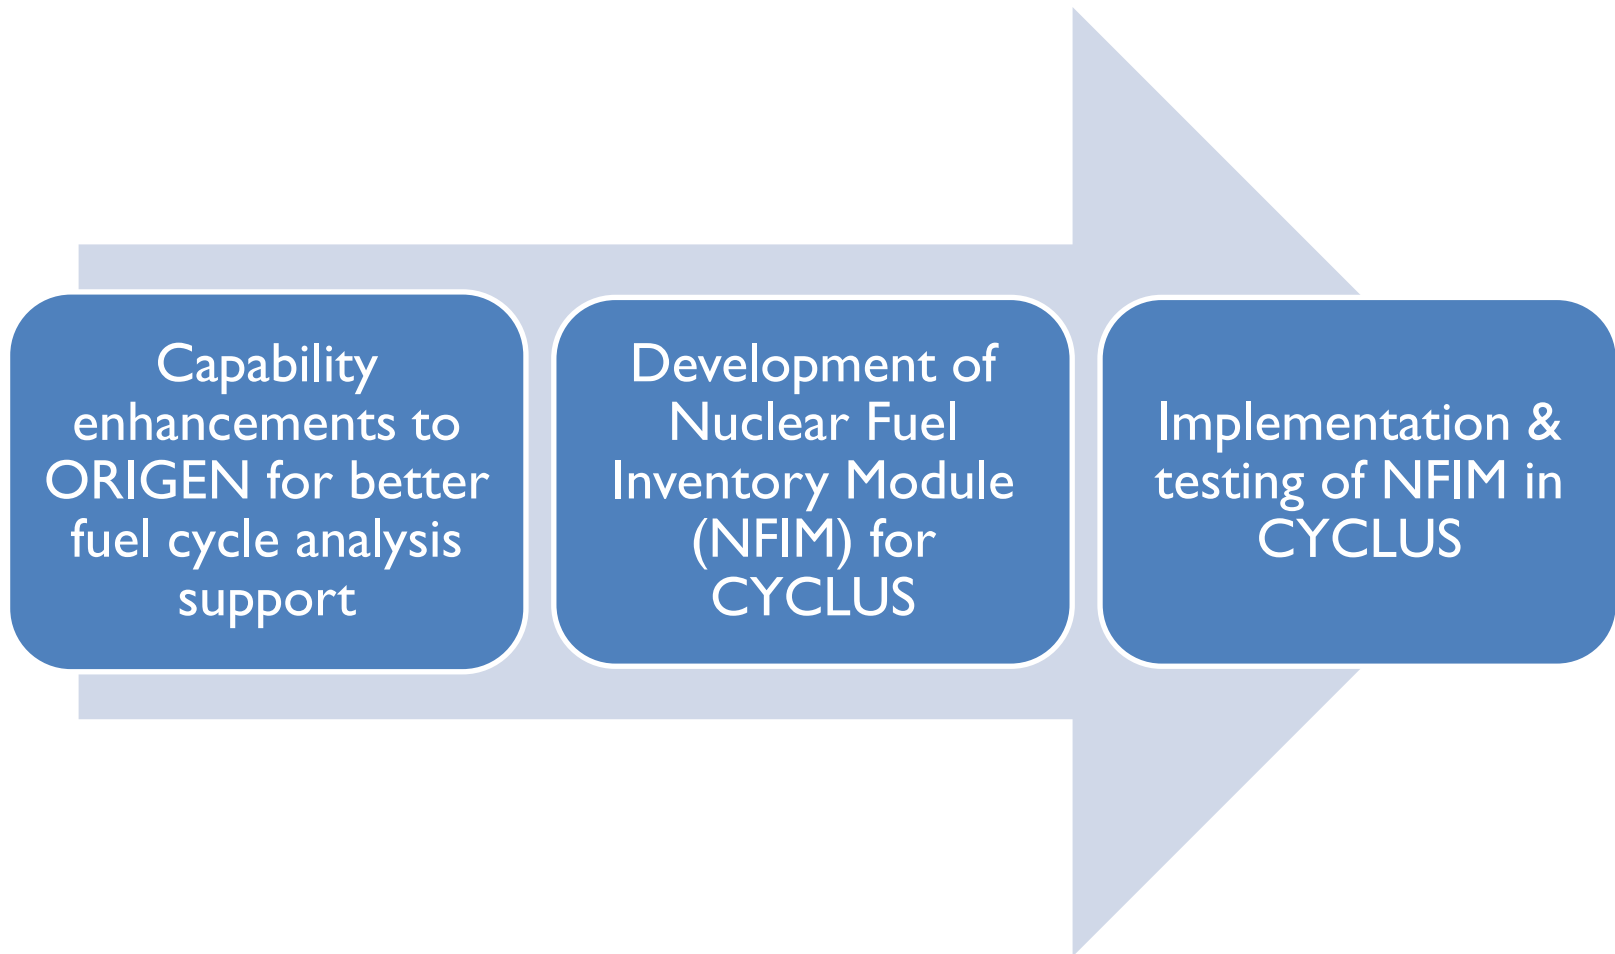 Capability
enhancements to
ORIGEN for better
fuel cycle analysis
support
Development of
Nuclear Fuel
Inventory Module
(NFIM) for
CYCLUS
Implementation &
testing of NFIM in
CYCLUS